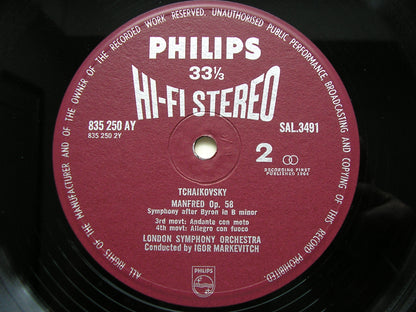 ALL RIGHTS OF THE MANUFACTURER AND OF THE OWNER OF THE RECORDED WORK RESERVED. UNAUTHORISED PUBLIC PERFORMANCE, BROADCASTING AND COPYING OF THIS RECORD PROHIBITED.
PHILIPS
33⅓
HI-FI STEREO
835 250 AY SAL.3491
835 250 2Y
2
RECORDING FIRST
PUBLISHED 1964
TCHAIKOVSKY
MANFRED Op. 58
Symphony after Byron in B minor
3rd movt: Andante con moto
4th movt: Allegro con fuoco
LONDON SYMPHONY ORCHESTRA
Conducted by IGOR MARKEVITCH
PHILIPS